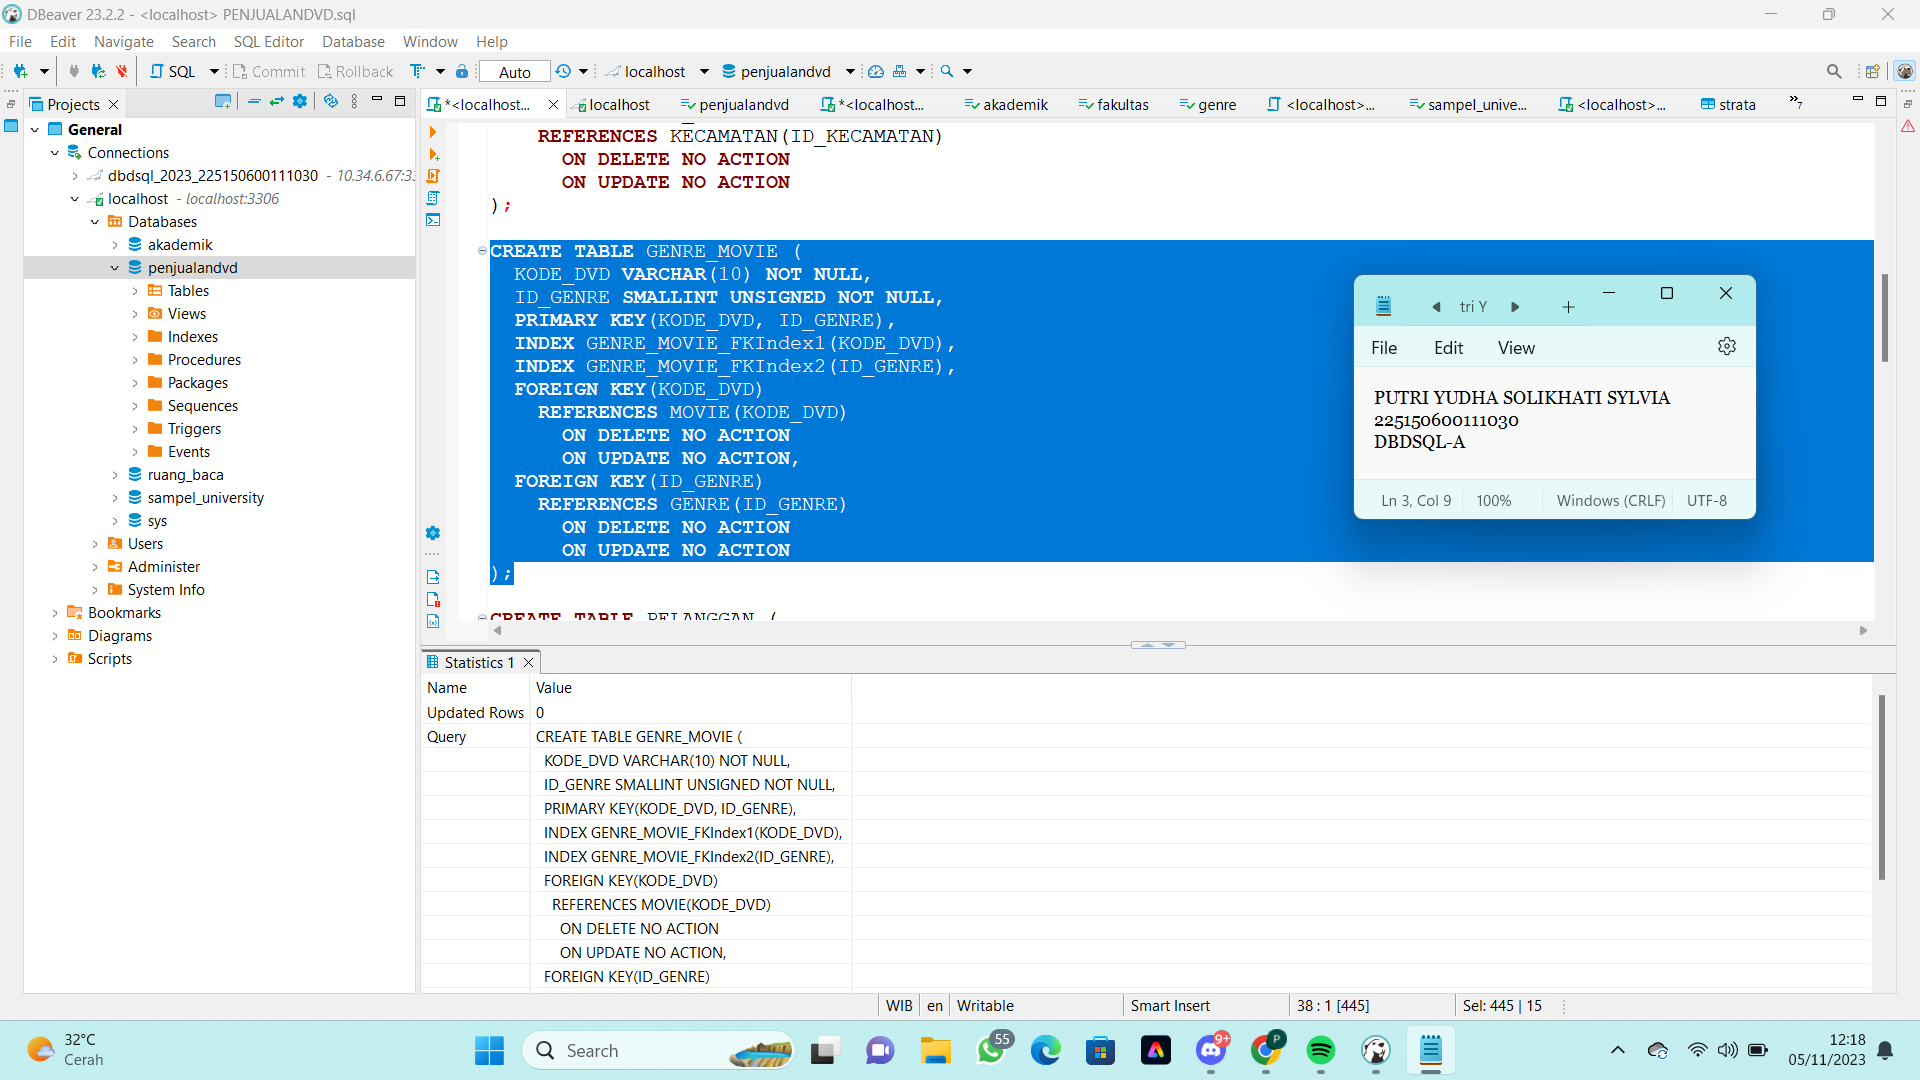 DBeaver 23.2.2 - <localhost> PENJUALANDVD.sql
File Edit Navigate Search SQL Editor Database Window Help
SQL Commit Rollback Auto localhost penjualandvd
Projects
*<localhost... localhost penjualandvd *<localhost... akademik fakultas genre <localhost>... sampel_unive... <localhost>... strata »7
General
Connections
dbdsql_2023_225150600111030 - 10.34.6.67:33
localhost - localhost:3306
Databases
akademik
penjualandvd
Tables
Views
Indexes
Procedures
Packages
Sequences
Triggers
Events
ruang_baca
sampel_university
sys
Users
Administer
System Info
Bookmarks
Diagrams
Scripts
REFERENCES KECAMATAN(ID_KECAMATAN)
ON DELETE NO ACTION
ON UPDATE NO ACTION
);
CREATE TABLE GENRE_MOVIE (
KODE_DVD VARCHAR(10) NOT NULL,
ID_GENRE SMALLINT UNSIGNED NOT NULL,
PRIMARY KEY(KODE_DVD, ID_GENRE),
INDEX GENRE_MOVIE_FKIndex1(KODE_DVD),
INDEX GENRE_MOVIE_FKIndex2(ID_GENRE),
FOREIGN KEY(KODE_DVD)
REFERENCES MOVIE(KODE_DVD)
ON DELETE NO ACTION
ON UPDATE NO ACTION,
FOREIGN KEY(ID_GENRE)
REFERENCES GENRE(ID_GENRE)
ON DELETE NO ACTION
ON UPDATE NO ACTION
);
CREATE TABLE PELANGGAN (
tri Y
File Edit View
PUTRI YUDHA SOLIKHATI SYLVIA
225150600111030
DBDSQL-A
Ln 3, Col 9 100% Windows (CRLF) UTF-8
Statistics 1
Name Value
Updated Rows 0
Query CREATE TABLE GENRE_MOVIE (
KODE_DVD VARCHAR(10) NOT NULL,
ID_GENRE SMALLINT UNSIGNED NOT NULL,
PRIMARY KEY(KODE_DVD, ID_GENRE),
INDEX GENRE_MOVIE_FKIndex1(KODE_DVD),
INDEX GENRE_MOVIE_FKIndex2(ID_GENRE),
FOREIGN KEY(KODE_DVD)
REFERENCES MOVIE(KODE_DVD)
ON DELETE NO ACTION
ON UPDATE NO ACTION,
FOREIGN KEY(ID_GENRE)
WIB en Writable Smart Insert 38 : 1 [445] Sel: 445 | 15
32°C
Cerah
Search
55
9+
P
12:18
05/11/2023